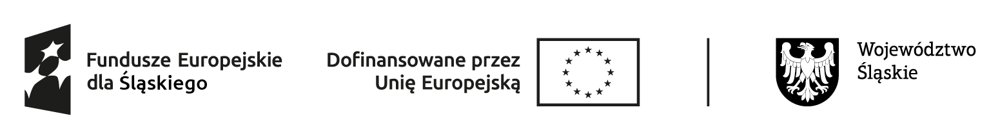 Fundusze Europejskie
dla Śląskiego
Dofinansowane przez
Unię Europejską
Województwo
Śląskie